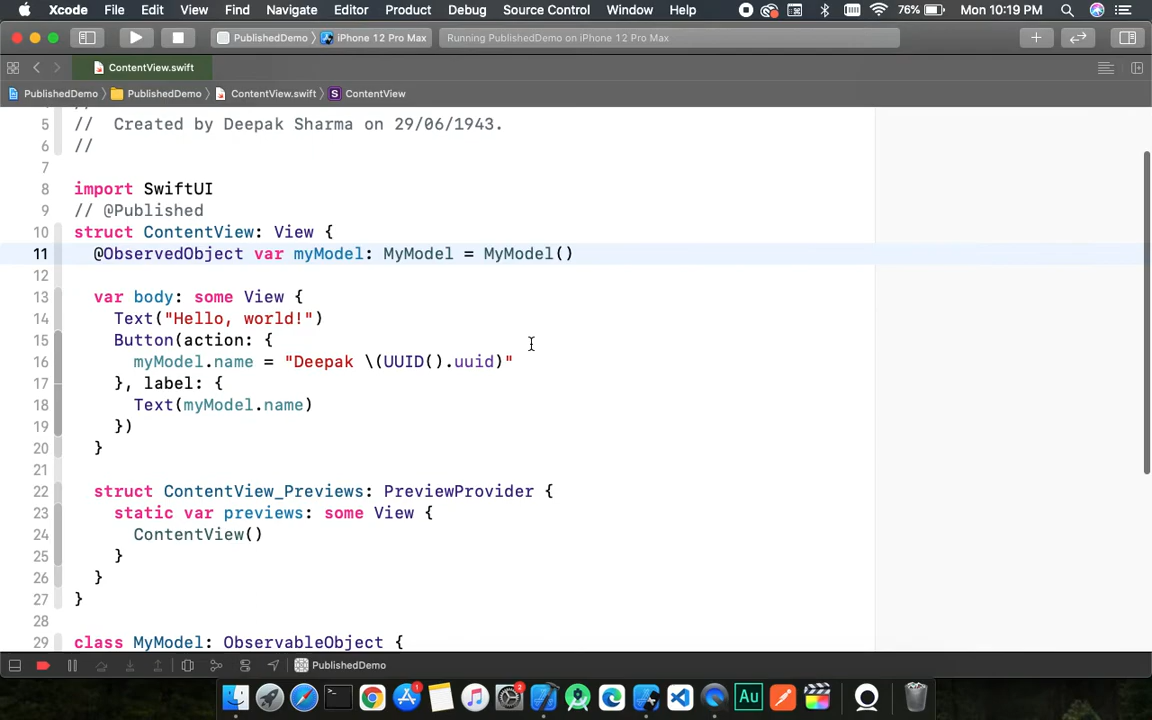 Xcode File Edit View Find Navigate Editor Product Debug Source Control Window Help 76% Mon 10:19 PM
PublishedDemo iPhone 12 Pro Max Running PublishedDemo on iPhone 12 Pro Max
ContentView.swift
PublishedDemo PublishedDemo ContentView.swift S ContentView
5 // Created by Deepak Sharma on 29/06/1943.
6 //
7
8 import SwiftUI
9 // @Published
10 struct ContentView: View {
11 @ObservedObject var myModel: MyModel = MyModel()
12
13 var body: some View {
14 Text("Hello, world!")
15 Button(action: {
16 myModel.name = "Deepak \(UUID().uuid)"
17 }, label: {
18 Text(myModel.name)
19 })
20 }
21
22 struct ContentView_Previews: PreviewProvider {
23 static var previews: some View {
24 ContentView()
25 }
26 }
27 }
28
29 class MyModel: ObservableObject {
PublishedDemo
Au